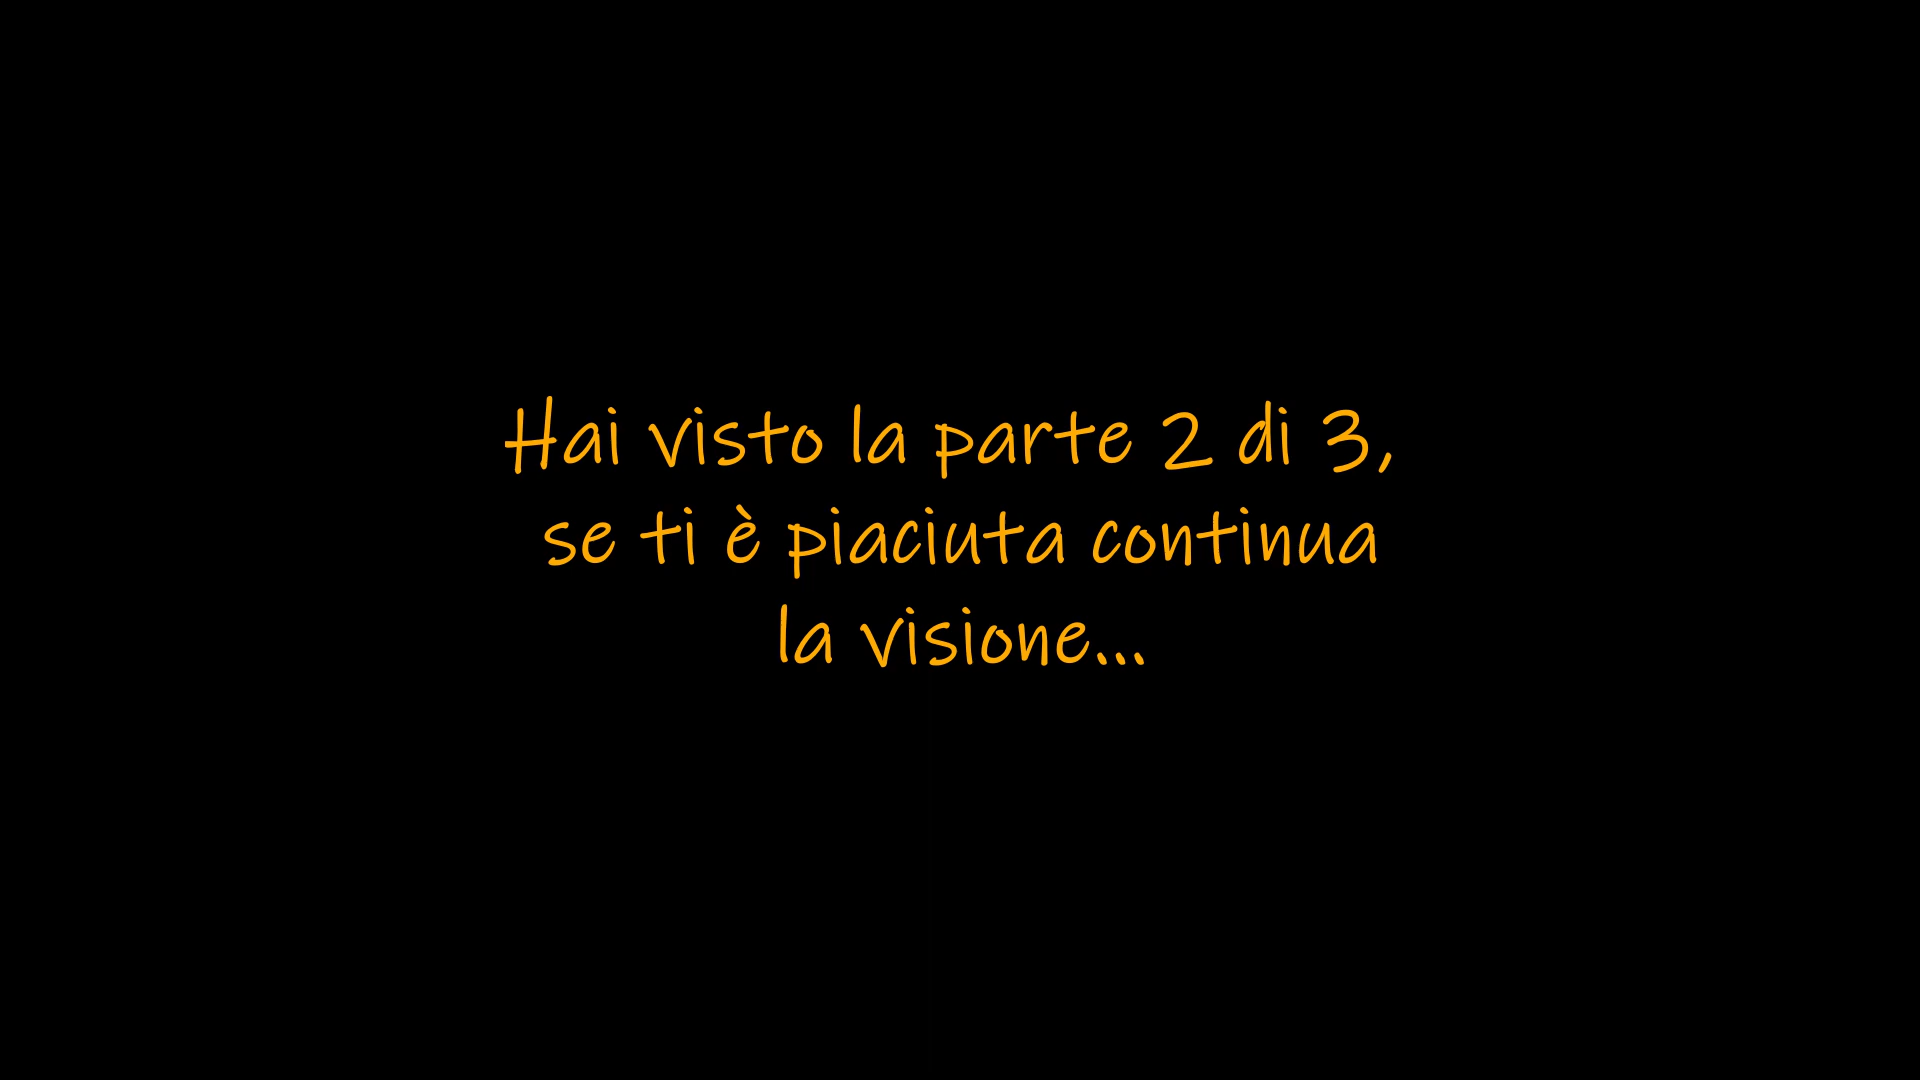 Hai visto la parte 2 di 3,
se ti è piaciuta continua
la visione...